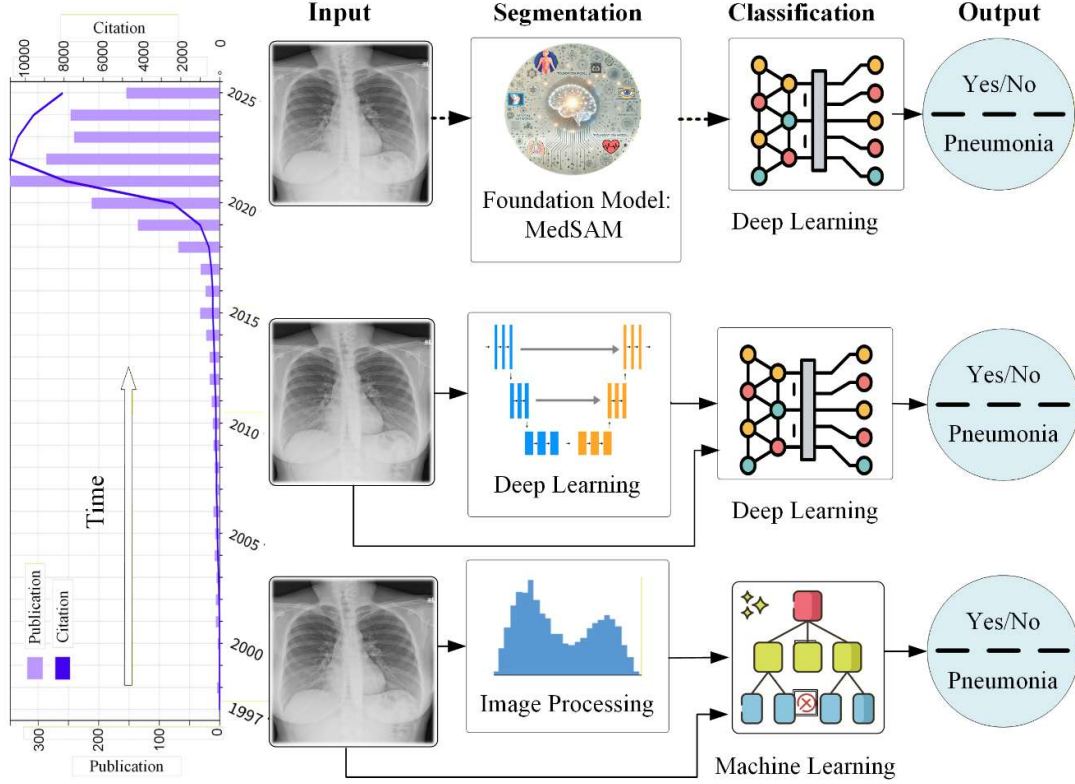 Citation
10000
8000
6000
4000
2000
0
2025
2020
2015
2010
2005
2000
1997
Time
Publication
Citation
300
200
100
0
Publication
Input
Segmentation
Classification
Output
Foundation Model:
MedSAM
Deep Learning
Yes/No
Pneumonia
Deep Learning
Deep Learning
Yes/No
Pneumonia
Image Processing
Machine Learning
Yes/No
Pneumonia